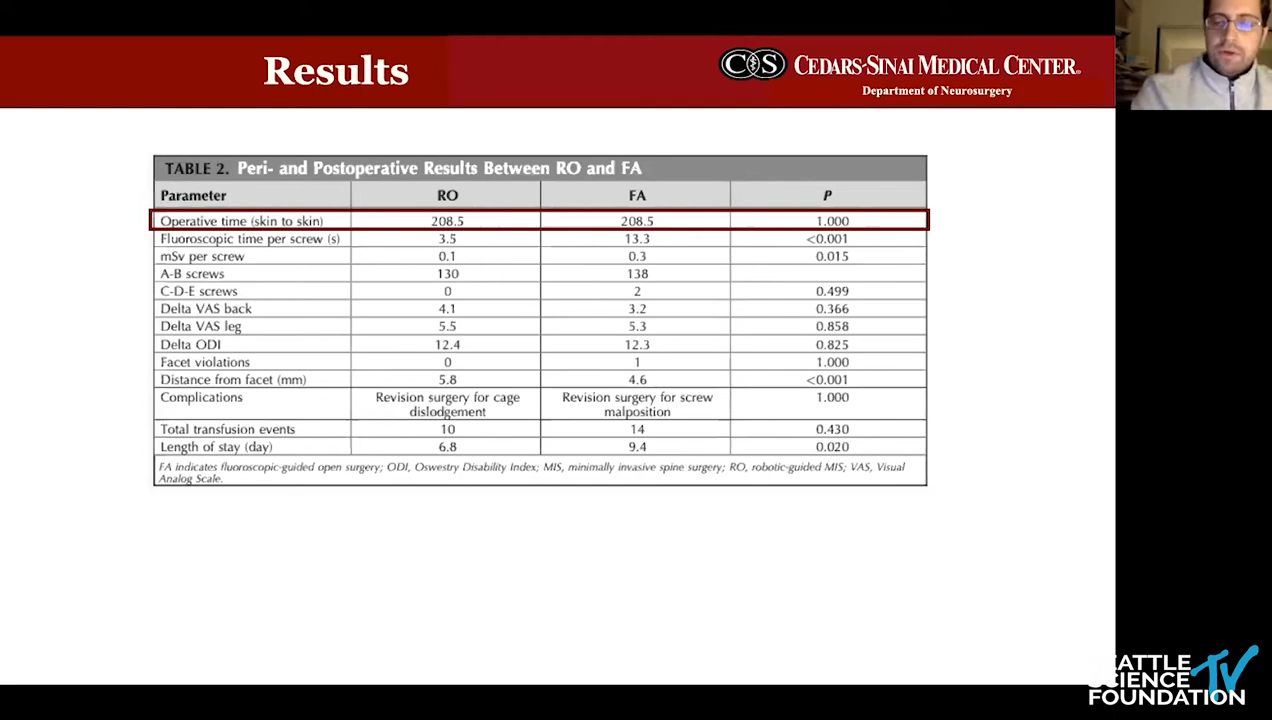 Results
CS CEDARS-SINAI MEDICAL CENTER®
Department of Neurosurgery
TABLE 2. Peri- and Postoperative Results Between RO and FA
Parameter RO FA P
Operative time (skin to skin) 208.5 208.5 1.000
Fluoroscopic time per screw (s) 3.5 13.3 <0.001
mSv per screw 0.1 0.3 0.015
A-B screws 130 138
C-D-E screws 0 2 0.499
Delta VAS back 4.1 3.2 0.366
Delta VAS leg 5.5 5.3 0.858
Delta ODI 12.4 12.3 0.825
Facet violations 0 1 1.000
Distance from facet (mm) 5.8 4.6 <0.001
Complications Revision surgery for cage Revision surgery for screw 1.000
dislodgement malposition
Total transfusion events 10 14 0.430
Length of stay (day) 6.8 9.4 0.020
FA indicates fluoroscopic-guided open surgery; ODI, Oswestry Disability Index; MIS, minimally invasive spine surgery; RO, robotic-guided MIS; VAS, Visual
Analog Scale.
SEATTLE
SCIENCE TV
FOUNDATION